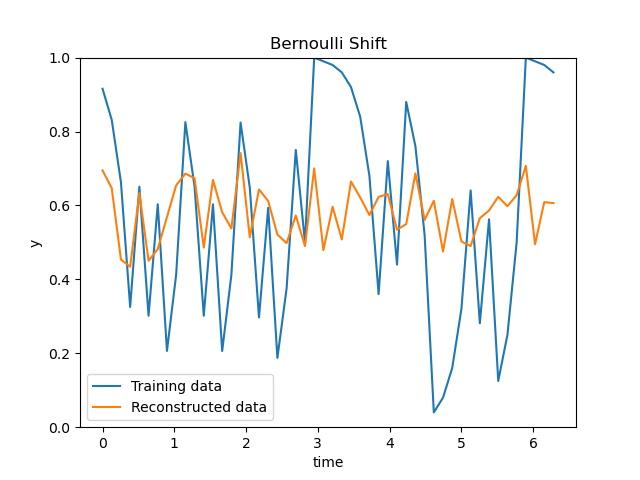 Bernoulli Shift
1.0
0.8
0.6
0.4
0.2
0.0
y
Training data
Reconstructed data
0 1 2 3 4 5 6
time